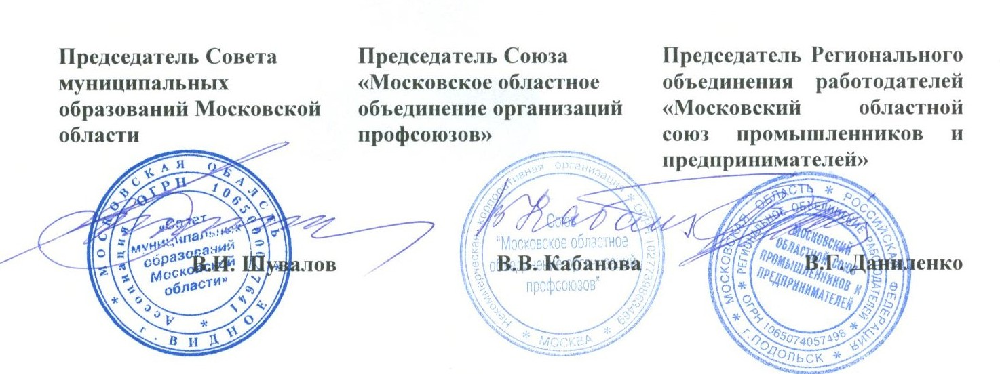 Председатель Совета
муниципальных
образований Московской
области
Председатель Союза
«Московское областное
объединение организаций
профсоюзов»
Председатель Регионального
объединения работодателей
«Московский областной
союз промышленников и
предпринимателей»
МОСКОВСКАЯ ОБАЛСТЬ
* г. ВИДНОЕ *
Ассоциация ОГРН
«Совет
муниципальных
образований
Московской
области»
В.И. Шувалов
Некоммерческая корпоративная организация * ОГРН 1027739863469
* МОСКВА *
Союз
"Московское областное
объединение организаций
профсоюзов"
В.В. Кабанова
МОСКОВСКАЯ ОБЛАСТЬ * РОССИЙСКАЯ ФЕДЕРАЦИЯ
* г.ПОДОЛЬСК *
РЕГИОНАЛЬНОЕ ОБЪЕДИНЕНИЕ РАБОТОДАТЕЛЕЙ
* ОГРН 1065074057498 *
МОСКОВСКИЙ
ОБЛАСТНОЙ СОЮЗ
ПРОМЫШЛЕННИКОВ И
ПРЕДПРИНИМАТЕЛЕЙ
В.Г. Даниленко